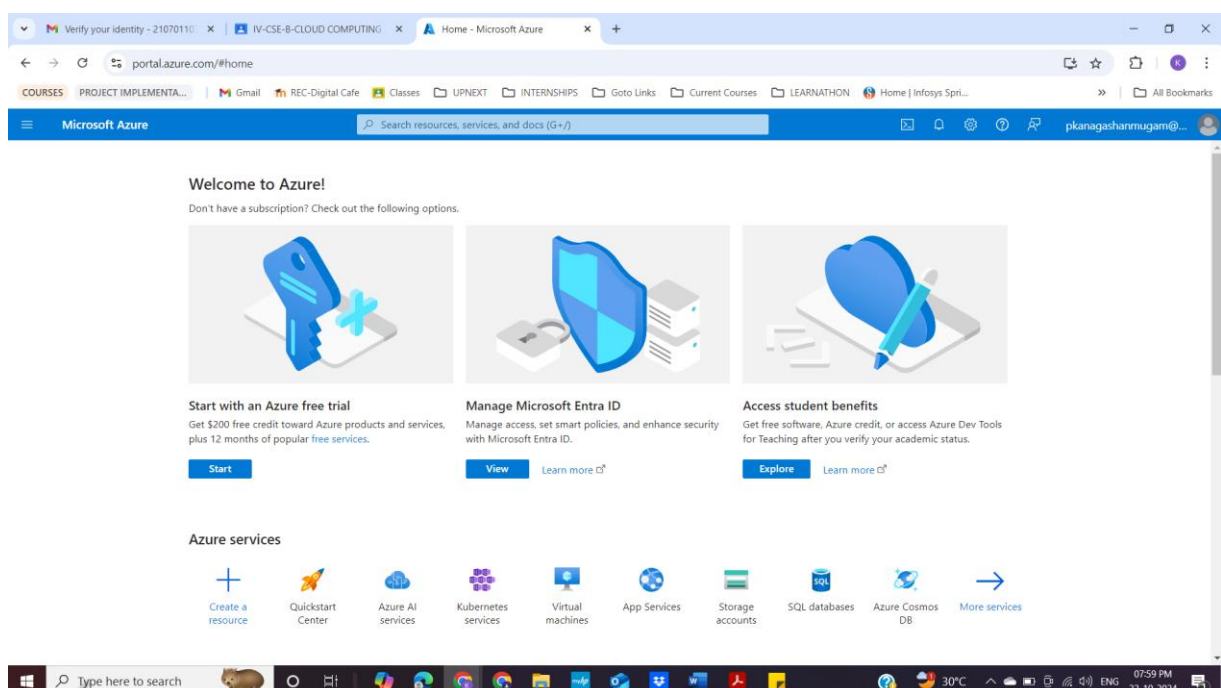 Verify your identity - 21070110
IV-CSE-B-CLOUD COMPUTING
Home - Microsoft Azure
portal.azure.com/#home
K
COURSES
PROJECT IMPLEMENTA...
Gmail
REC-Digital Cafe
Classes
UPNEXT
INTERNSHIPS
Goto Links
Current Courses
LEARNATHON
Home | Infosys Spri...
»
All Bookmarks
Microsoft Azure
Search resources, services, and docs (G+/)
pkanagashanmugam@...
Welcome to Azure!
Don't have a subscription? Check out the following options.
Start with an Azure free trial
Get $200 free credit toward Azure products and services,
plus 12 months of popular free services.
Start
Manage Microsoft Entra ID
Manage access, set smart policies, and enhance security
with Microsoft Entra ID.
View
Learn more
Access student benefits
Get free software, Azure credit, or access Azure Dev Tools
for Teaching after you verify your academic status.
Explore
Learn more
Azure services
Create a
resource
Quickstart
Center
Azure AI
services
Kubernetes
services
Virtual
machines
App Services
Storage
accounts
SQL
SQL databases
Azure Cosmos
DB
More services
Type here to search
30°C
ENG
07:59 PM